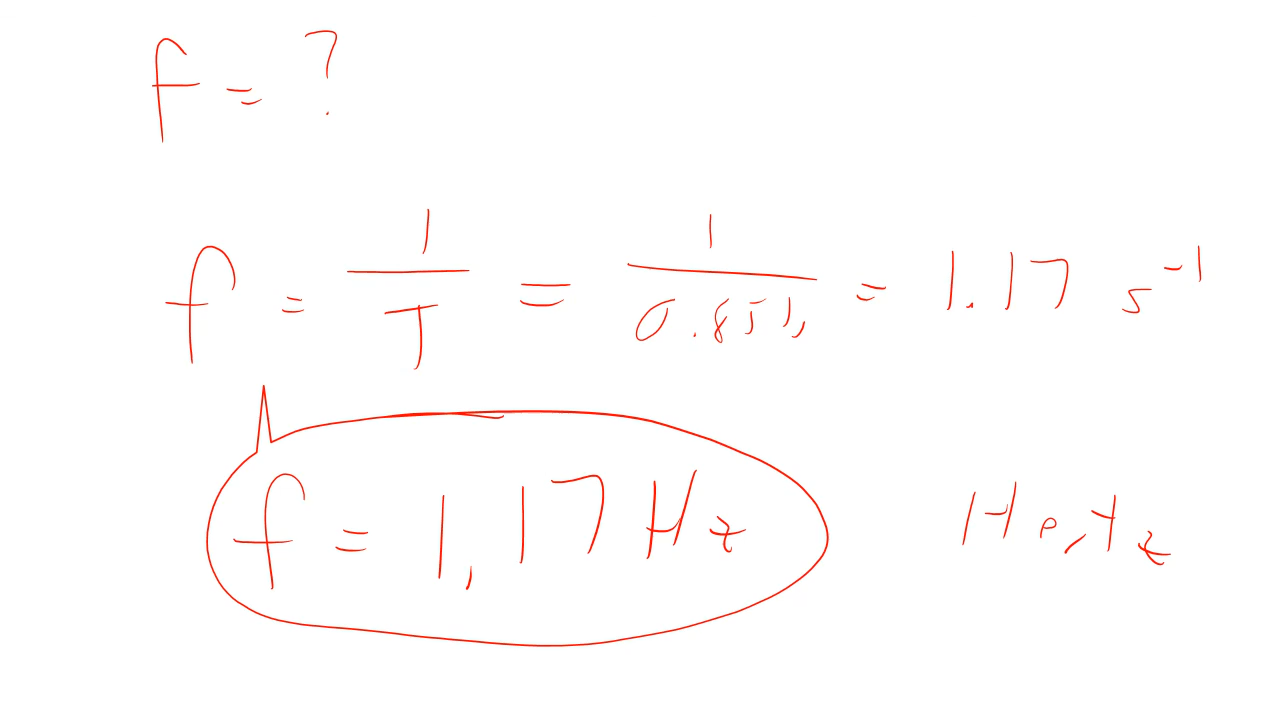 f = ?
f = 1/T = 1/0.851, = 1.17 s⁻¹
f = 1,17 Hz Hertz